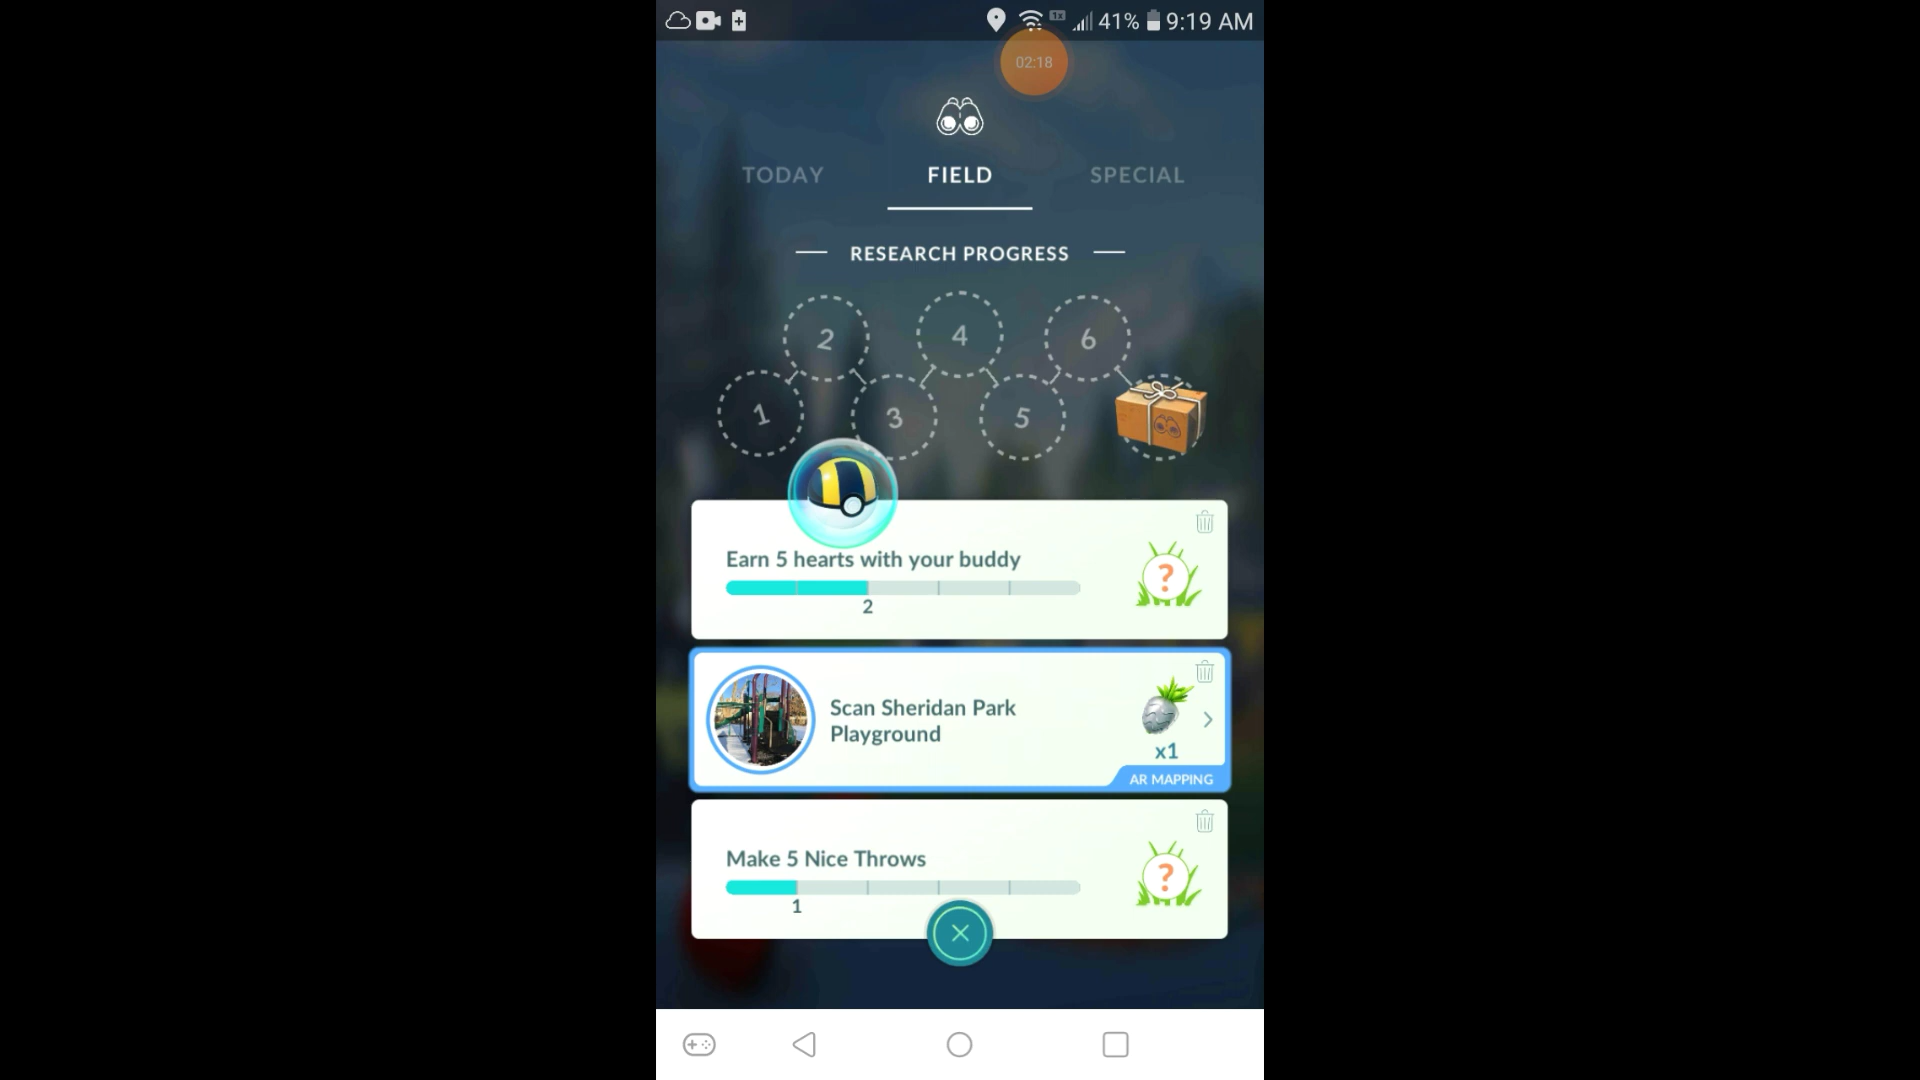 1x 41% 9:19 AM
02:18
TODAY FIELD SPECIAL
RESEARCH PROGRESS
2 4 6
1 3 5
Earn 5 hearts with your buddy
?
2
Scan Sheridan Park
Playground
x1
AR MAPPING
Make 5 Nice Throws
?
1